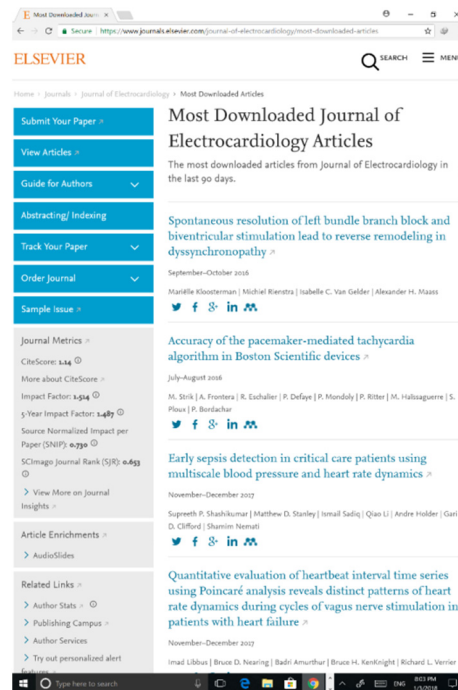 Most Downloaded Journ
Secure
https://www.journals.elsevier.com/journal-of-electrocardiology/most-downloaded-articles
ELSEVIER
SEARCH
MENU
Home > Journals > Journal of Electrocardiology > Most Downloaded Articles
Submit Your Paper
View Articles
Guide for Authors
Abstracting/ Indexing
Track Your Paper
Order Journal
Sample Issue
Journal Metrics
CiteScore: 1.14
More about CiteScore
Impact Factor: 1.514
5-Year Impact Factor: 1.487
Source Normalized Impact per
Paper (SNIP): 0.730
SCImago Journal Rank (SJR): 0.653
View More on Journal
Insights
Article Enrichments
AudioSlides
Related Links
Author Stats
Publishing Campus
Author Services
Try out personalized alert
features
Most Downloaded Journal of
Electrocardiology Articles
The most downloaded articles from Journal of Electrocardiology in
the last 90 days.
Spontaneous resolution of left bundle branch block and
biventricular stimulation lead to reverse remodeling in
dyssynchronopathy
September-October 2016
Mariëlle Kloosterman | Michiel Rienstra | Isabelle C. Van Gelder | Alexander H. Maass
Accuracy of the pacemaker-mediated tachycardia
algorithm in Boston Scientific devices
July-August 2016
M. Strik | A. Frontera | R. Eschalier | P. Defaye | P. Mondoly | P. Ritter | M. Haïssaguerre | S.
Ploux | P. Bordachar
Early sepsis detection in critical care patients using
multiscale blood pressure and heart rate dynamics
November-December 2017
Supreeth P. Shashikumar | Matthew D. Stanley | Ismail Sadiq | Qiao Li | Andre Holder | Gari
D. Clifford | Shamim Nemati
Quantitative evaluation of heartbeat interval time series
using Poincaré analysis reveals distinct patterns of heart
rate dynamics during cycles of vagus nerve stimulation in
patients with heart failure
November-December 2017
Imad Libbus | Bruce D. Nearing | Badri Amurthur | Bruce H. KenKnight | Richard L. Verrier
Type here to search
ENG
8:03 PM
1/5/2018